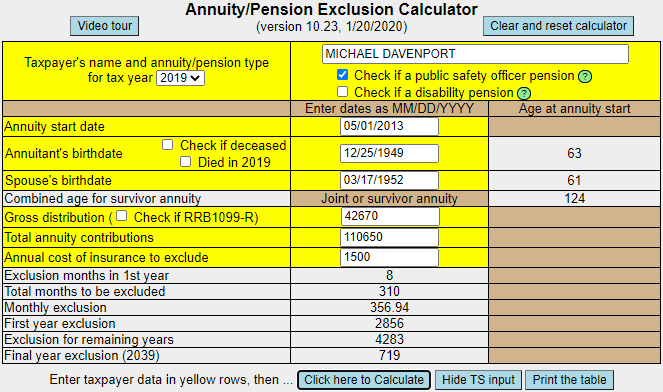 Annuity/Pension Exclusion Calculator
Video tour (version 10.23, 1/20/2020) Clear and reset calculator
Taxpayer's name and annuity/pension type
for tax year 2019
MICHAEL DAVENPORT
Check if a public safety officer pension ?
Check if a disability pension ?
Enter dates as MM/DD/YYYY Age at annuity start
Annuity start date 05/01/2013
Annuitant's birthdate Check if deceased
Died in 2019
12/25/1949 63
Spouse's birthdate 03/17/1952 61
Combined age for survivor annuity Joint or survivor annuity 124
Gross distribution ( Check if RRB1099-R) 42670
Total annuity contributions 110650
Annual cost of insurance to exclude 1500
Exclusion months in 1st year 8
Total months to be excluded 310
Monthly exclusion 356.94
First year exclusion 2856
Exclusion for remaining years 4283
Final year exclusion (2039) 719
Enter taxpayer data in yellow rows, then ... Click here to Calculate Hide TS input Print the table